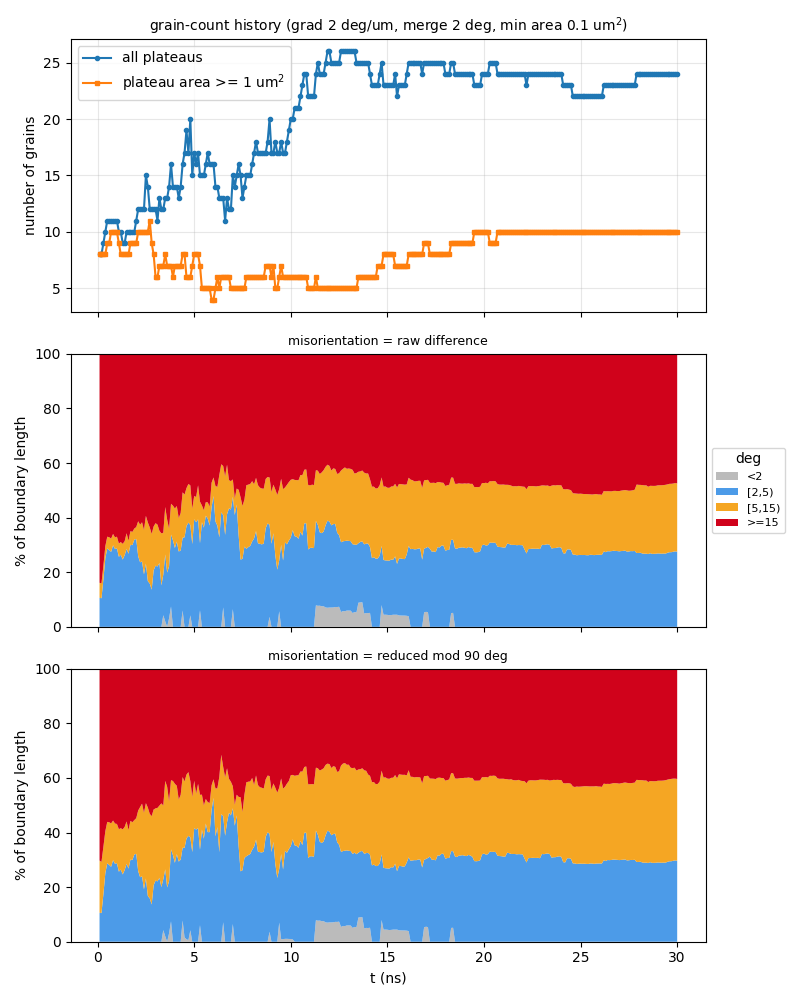 grain-count history (grad 2 deg/um, merge 2 deg, min area 0.1 um²)
number of grains
25
20
15
10
5
all plateaus
plateau area >= 1 um²
misorientation = raw difference
% of boundary length
100
80
60
40
20
0
deg
<2
[2,5)
[5,15)
>=15
misorientation = reduced mod 90 deg
% of boundary length
100
80
60
40
20
0
0 5 10 15 20 25 30
t (ns)